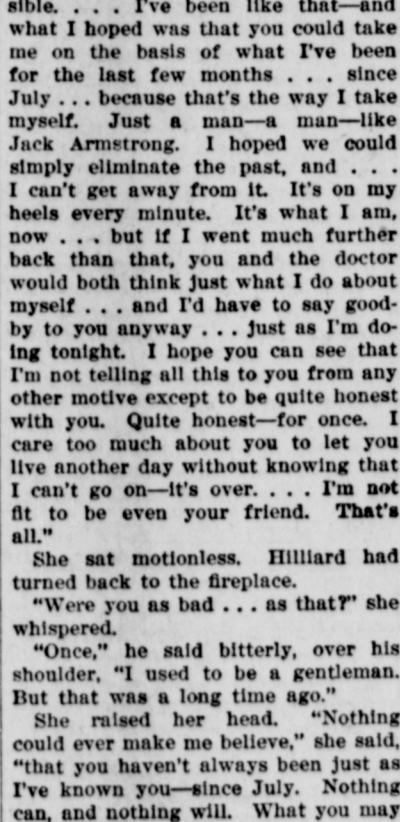 sible. . . . I've been like that—and
what I hoped was that you could take
me on the basis of what I've been
for the last few months . . . since
July . . . because that's the way I take
myself. Just a man—a man—like
Jack Armstrong. I hoped we could
simply eliminate the past, and . . .
I can't get away from it. It's on my
heels every minute. It's what I am,
now . . . but if I went much further
back than that, you and the doctor
would both think just what I do about
myself . . . and I'd have to say good-
by to you anyway . . . just as I'm do-
ing tonight. I hope you can see that
I'm not telling all this to you from any
other motive except to be quite honest
with you. Quite honest—for once. I
care too much about you to let you
live another day without knowing that
I can't go on—it's over. . . . I'm not
fit to be even your friend. That's
all."
She sat motionless. Hilliard had
turned back to the fireplace.
"Were you as bad . . . as that?" she
whispered.
"Once," he said bitterly, over his
shoulder, "I used to be a gentleman.
But that was a long time ago."
She raised her head. "Nothing
could ever make me believe," she said,
"that you haven't always been just as
I've known you—since July. Nothing
can, and nothing will. What you may